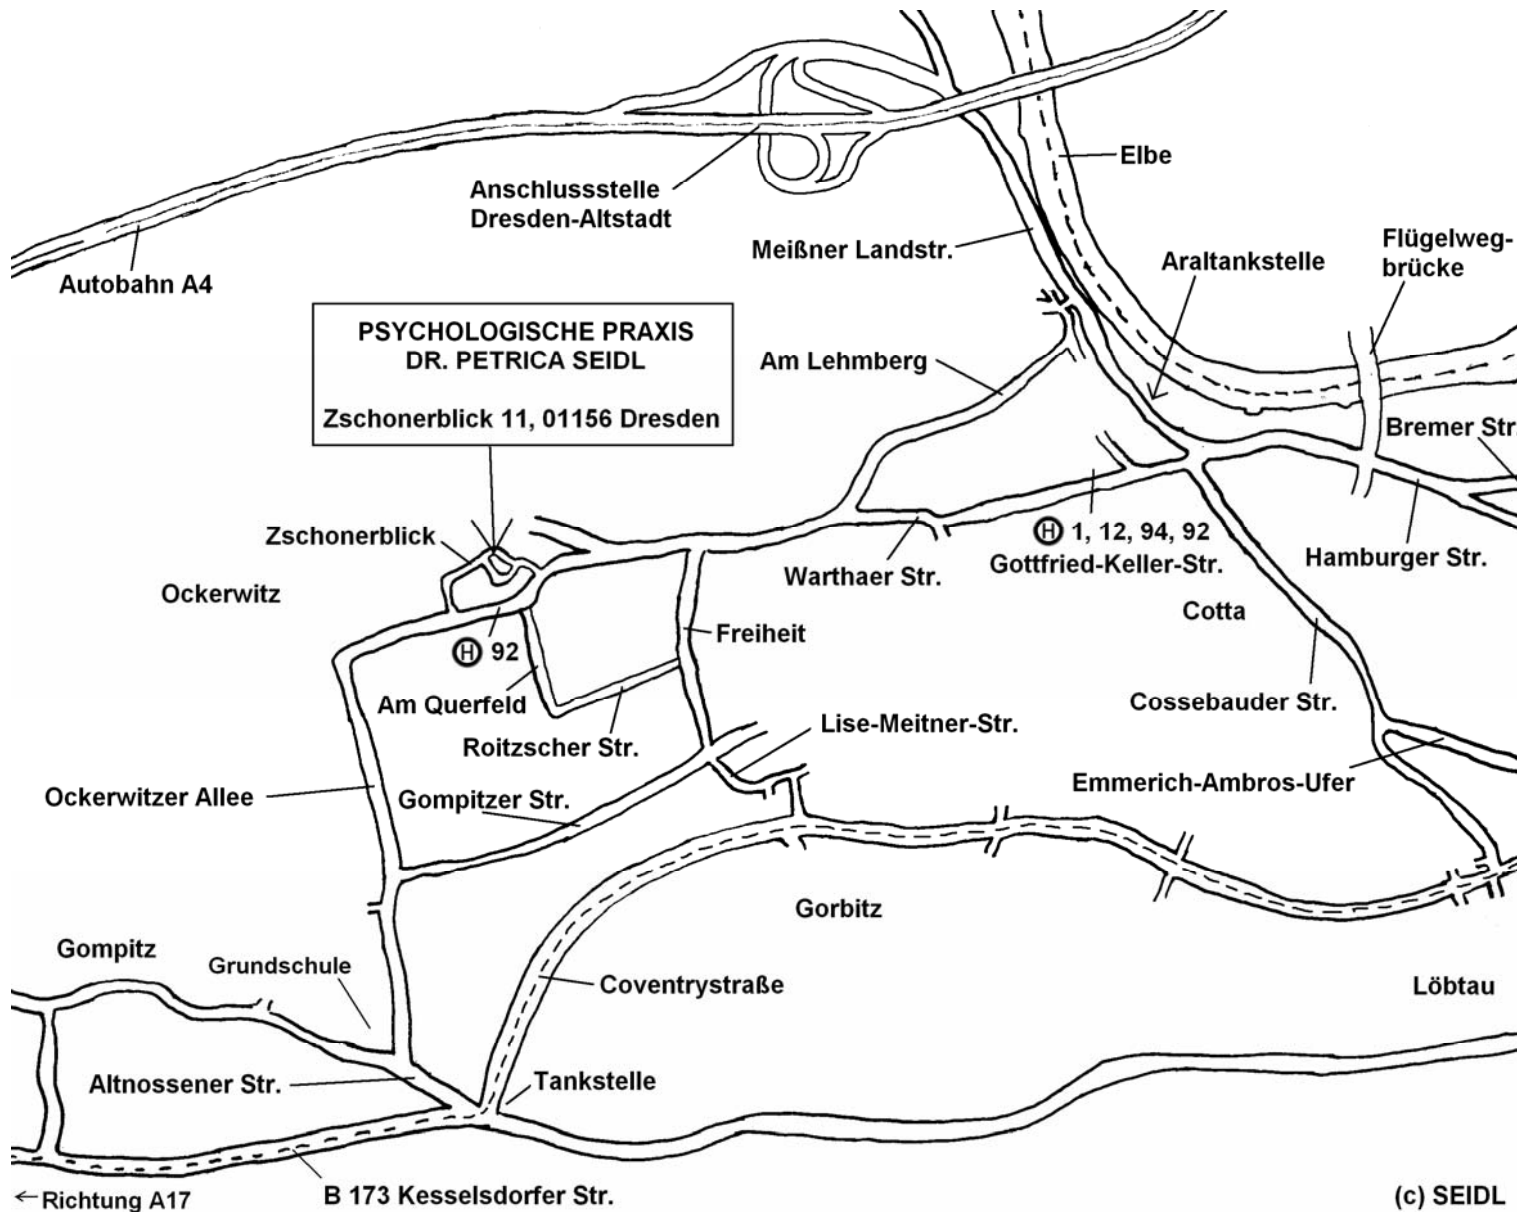 Elbe
Anschlussstelle
Dresden-Altstadt
Meißner Landstr.
Flügelweg-
brücke
Araltankstelle
Autobahn A4
PSYCHOLOGISCHE PRAXIS
DR. PETRICA SEIDL
Zschonerblick 11, 01156 Dresden
Am Lehmberg
Bremer Str.
Zschonerblick
H 1, 12, 94, 92
Gottfried-Keller-Str.
Hamburger Str.
Warthaer Str.
Ockerwitz
Cotta
Freiheit
H 92
Am Querfeld
Cossebauder Str.
Lise-Meitner-Str.
Roitzscher Str.
Emmerich-Ambros-Ufer
Ockerwitzer Allee
Gompitzer Str.
Gorbitz
Gompitz
Grundschule
Coventrystraße
Löbtau
Altnossener Str.
Tankstelle
Richtung A17
B 173 Kesselsdorfer Str.
(c) SEIDL